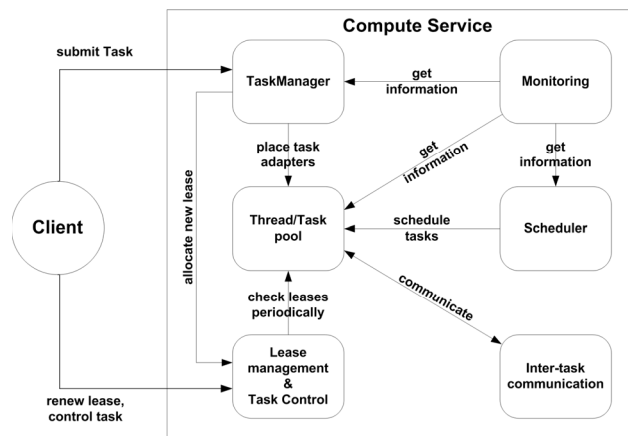 Compute Service
submit Task
TaskManager
get
information
Monitoring
place task
adapters
get
information
get
information
allocate new lease
Client
Thread/Task
pool
schedule
tasks
Scheduler
check leases
periodically
communicate
Lease
management
&
Task Control
Inter-task
communication
renew lease,
control task